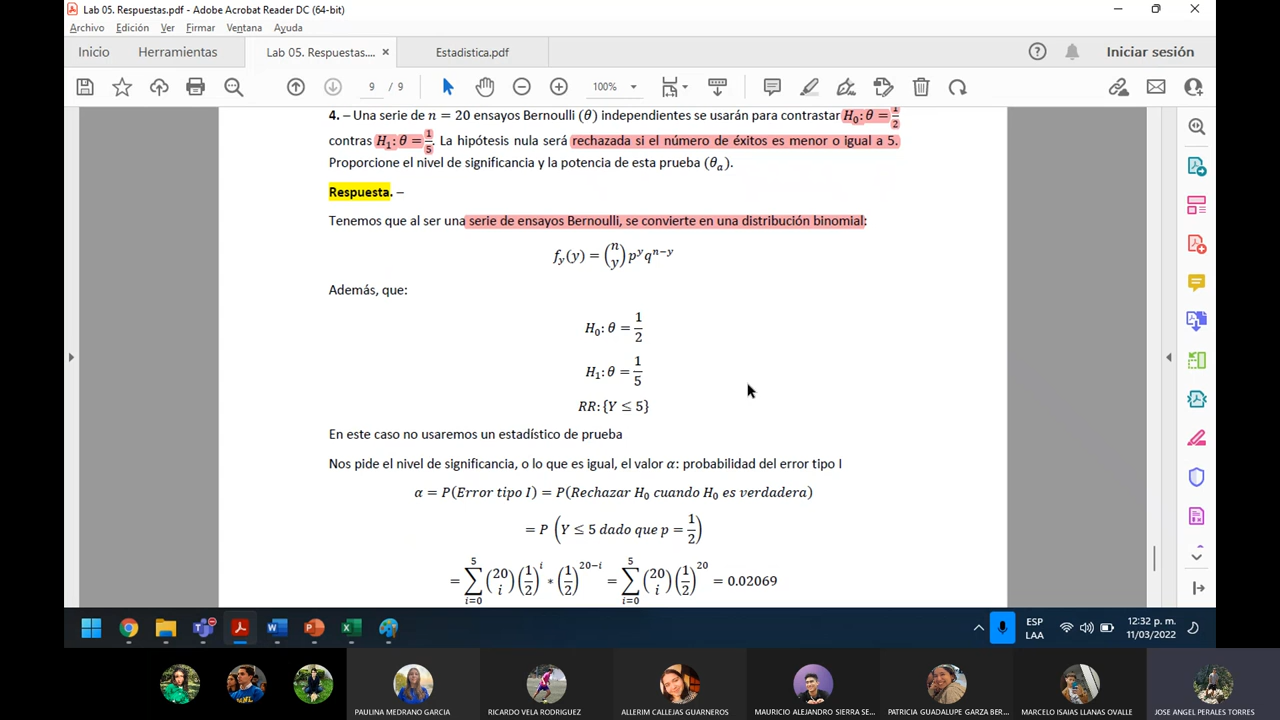 Lab 05. Respuestas.pdf - Adobe Acrobat Reader DC (64-bit)
Archivo Edición Ver Firmar Ventana Ayuda
Inicio Herramientas Lab 05. Respuestas.... × Estadistica.pdf Iniciar sesión
9 / 9 100%
4. – Una serie de n = 20 ensayos Bernoulli (θ) independientes se usarán para contrastar H₀: θ = 1/2
contras H₁: θ = 1/5. La hipótesis nula será rechazada si el número de éxitos es menor o igual a 5.
Proporcione el nivel de significancia y la potencia de esta prueba (θₐ).
Respuesta. –
Tenemos que al ser una serie de ensayos Bernoulli, se convierte en una distribución binomial:
f_y(y) = (n y) p^y q^(n−y)
Además, que:
H₀: θ = 1/2
H₁: θ = 1/5
RR: {Y ≤ 5}
En este caso no usaremos un estadístico de prueba
Nos pide el nivel de significancia, o lo que es igual, el valor α: probabilidad del error tipo I
α = P(Error tipo I) = P(Rechazar H₀ cuando H₀ es verdadera)
= P (Y ≤ 5 dado que p = 1/2)
= ∑_{i=0}^{5} (20 i) (1/2)^i * (1/2)^(20−i) = ∑_{i=0}^{5} (20 i) (1/2)^20 = 0.02069
ESP LAA
12:32 p. m.
11/03/2022
PAULINA MEDRANO GARCIA
RICARDO VELA RODRIGUEZ
ALLERIM CALLEJAS GUARNEROS
MAURICIO ALEJANDRO SIERRA SE...
PATRICIA GUADALUPE GARZA BER...
MARCELO ISAIAS LLANAS OVALLE
JOSE ANGEL PERALES TORRES